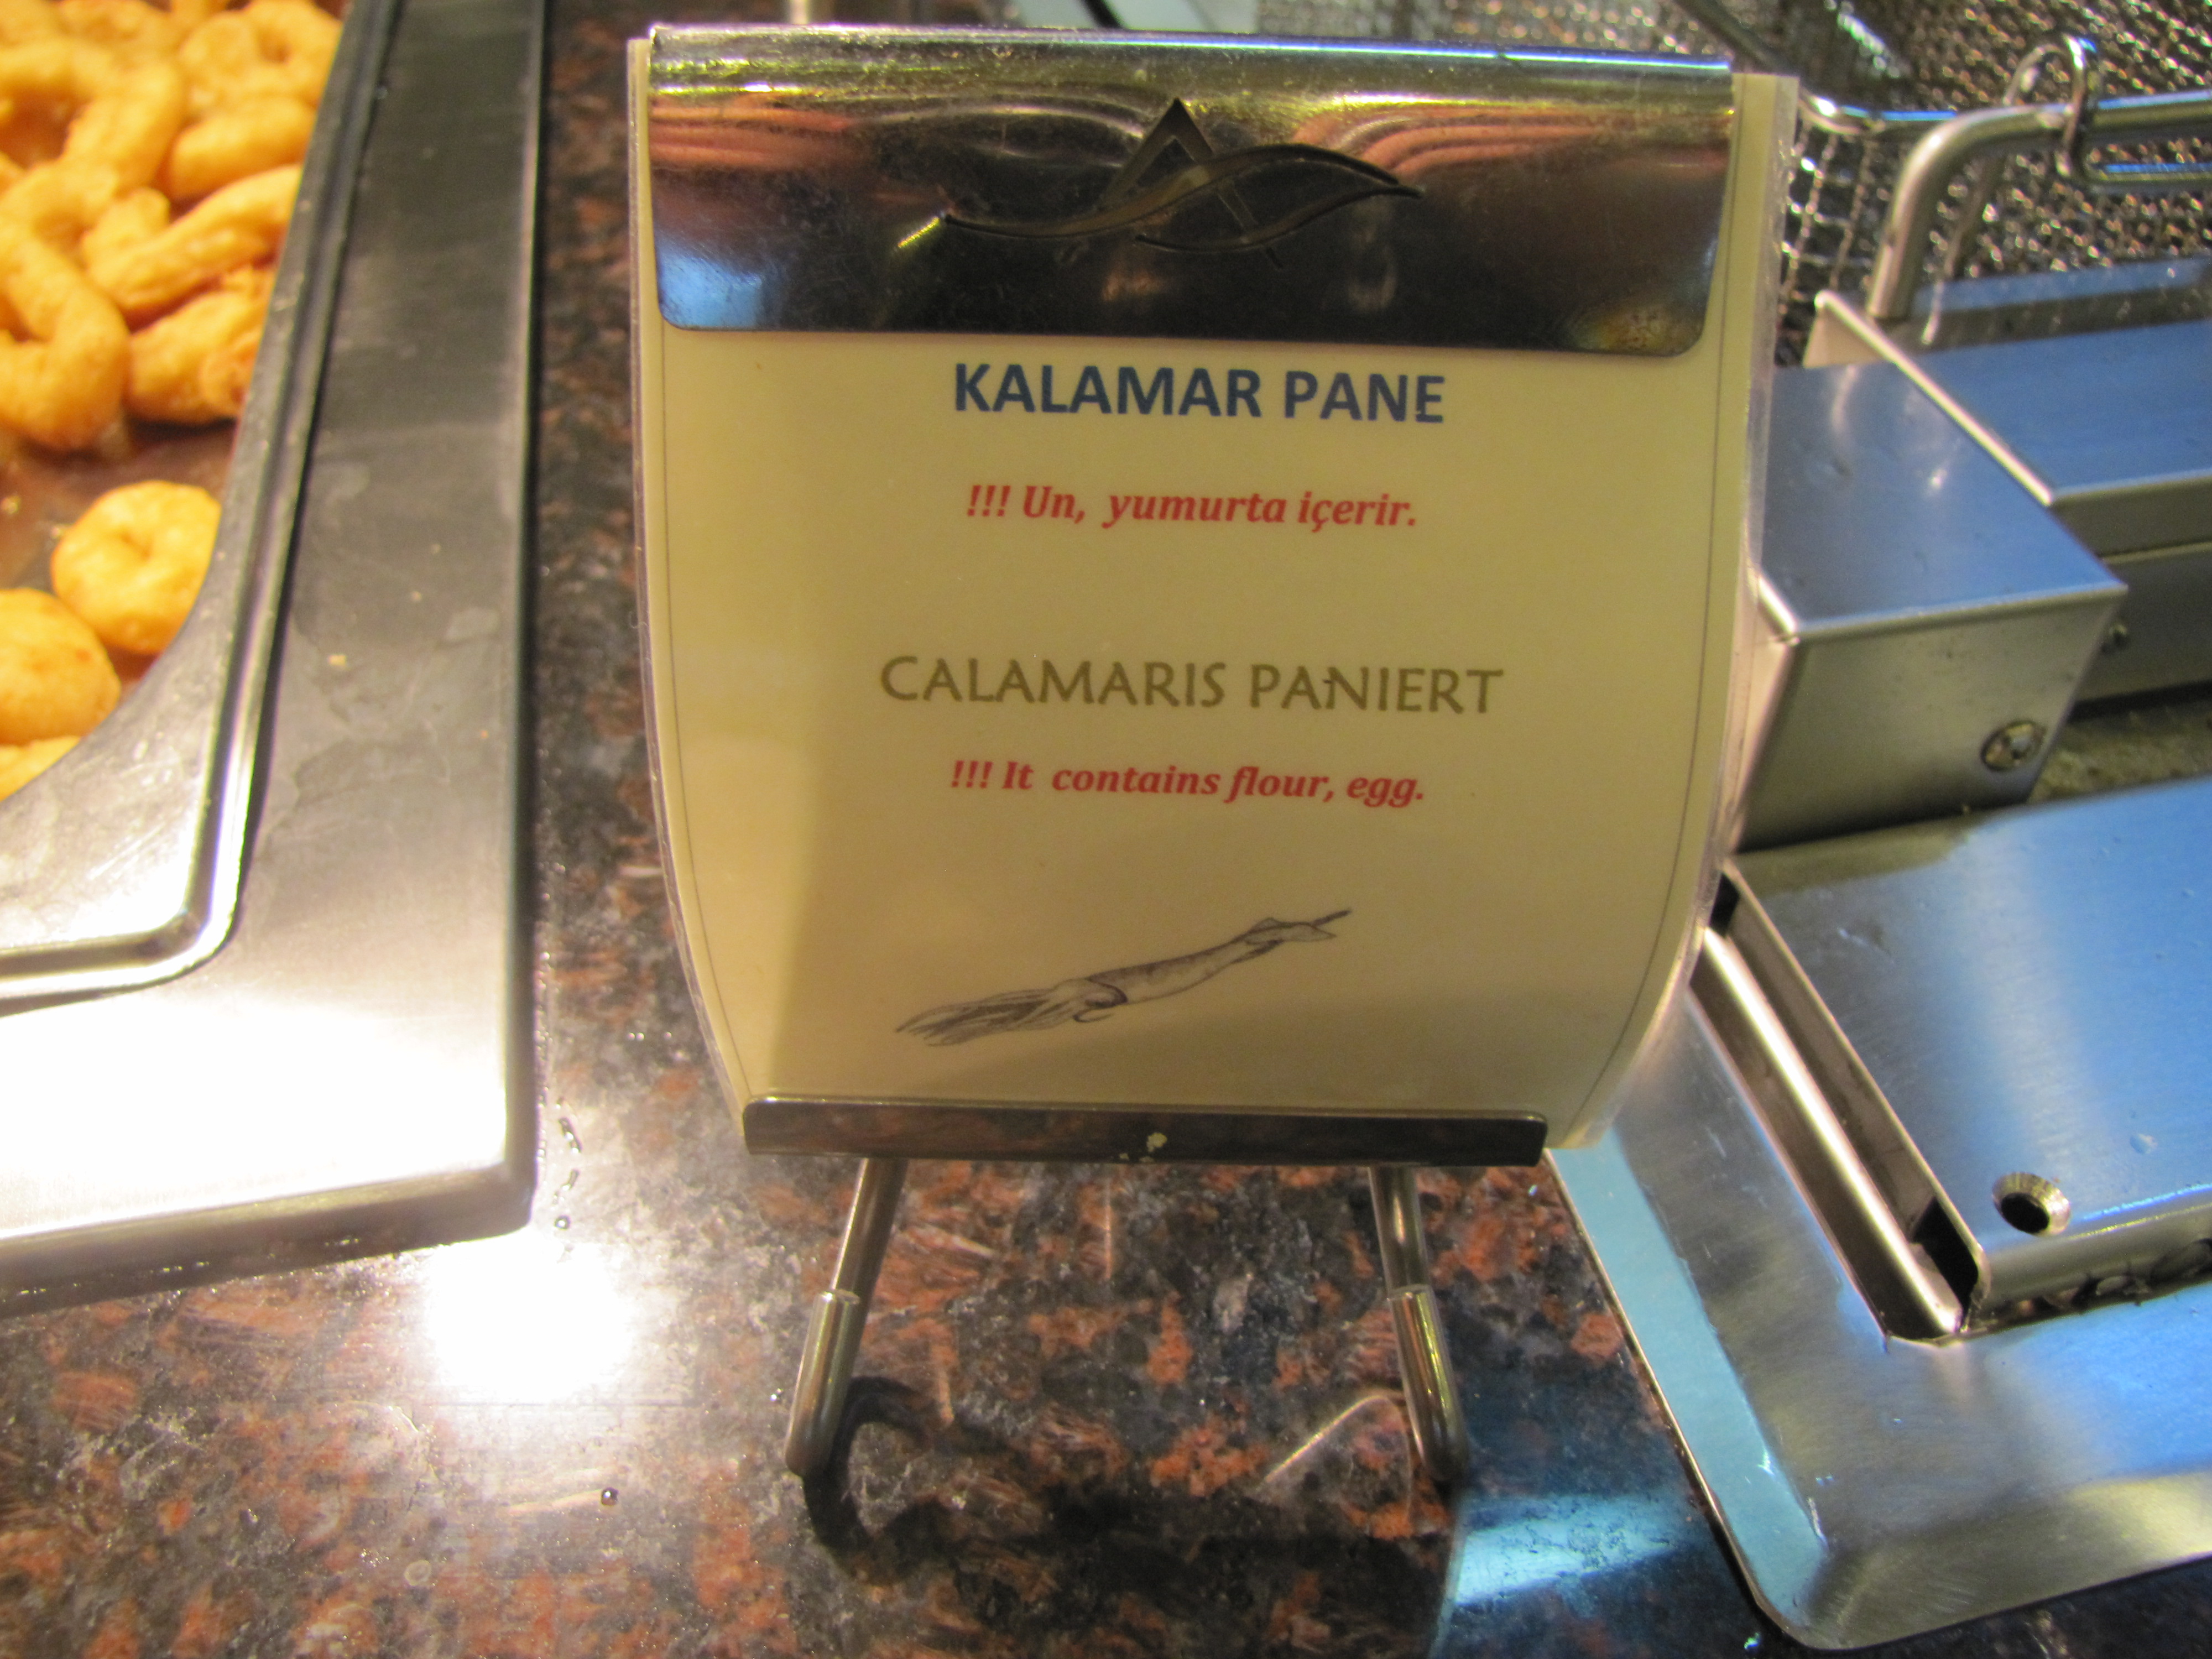 KALAMAR PANE
!!! Un, yumurta içerir.
CALAMARIS PANIERT
!!! It contains flour, egg.